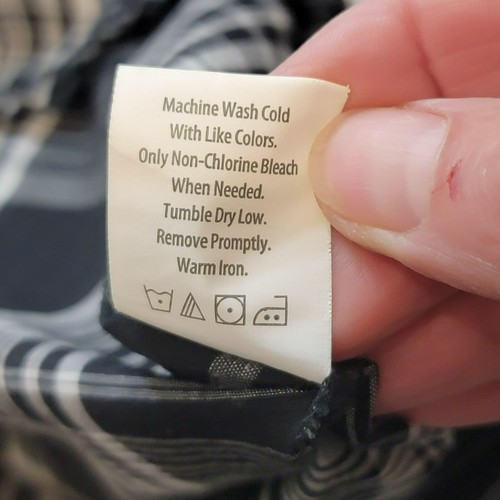 Machine Wash Cold
With Like Colors.
Only Non-Chlorine Bleach
When Needed.
Tumble Dry Low.
Remove Promptly.
Warm Iron.